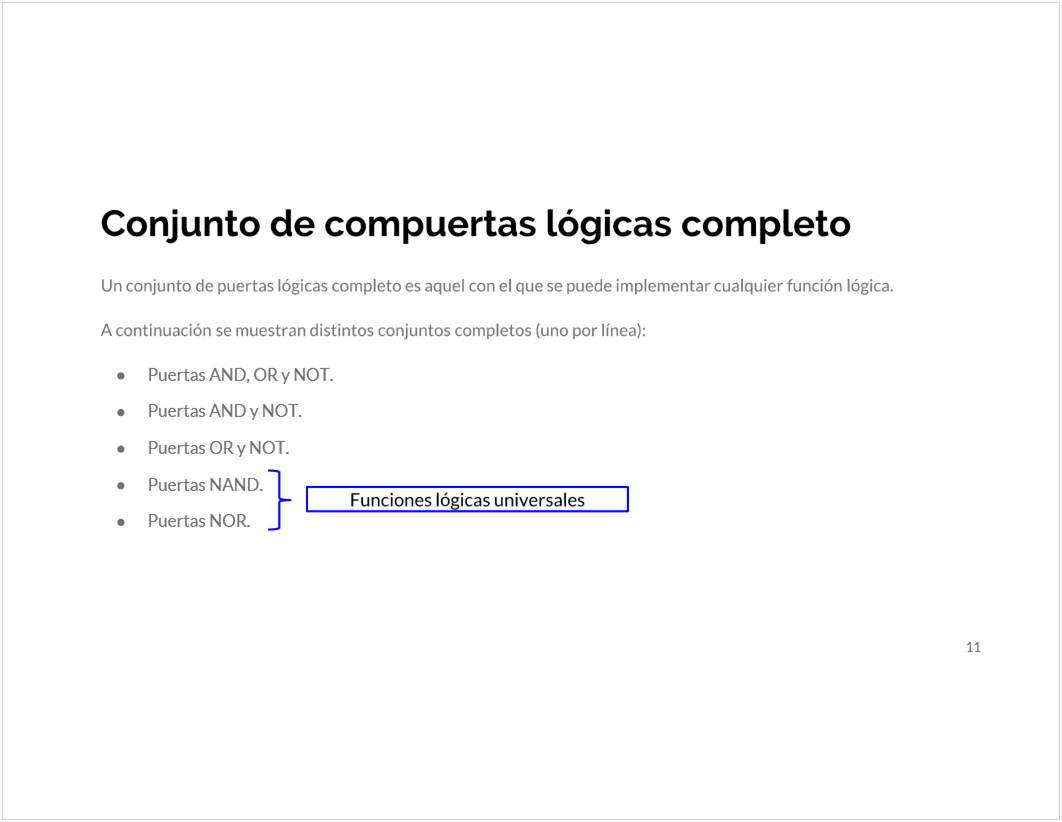 Conjunto de compuertas lógicas completo
Un conjunto de puertas lógicas completo es aquel con el que se puede implementar cualquier función lógica.
A continuación se muestran distintos conjuntos completos (uno por línea):
● Puertas AND, OR y NOT.
● Puertas AND y NOT.
● Puertas OR y NOT.
● Puertas NAND.
Funciones lógicas universales
● Puertas NOR.
11